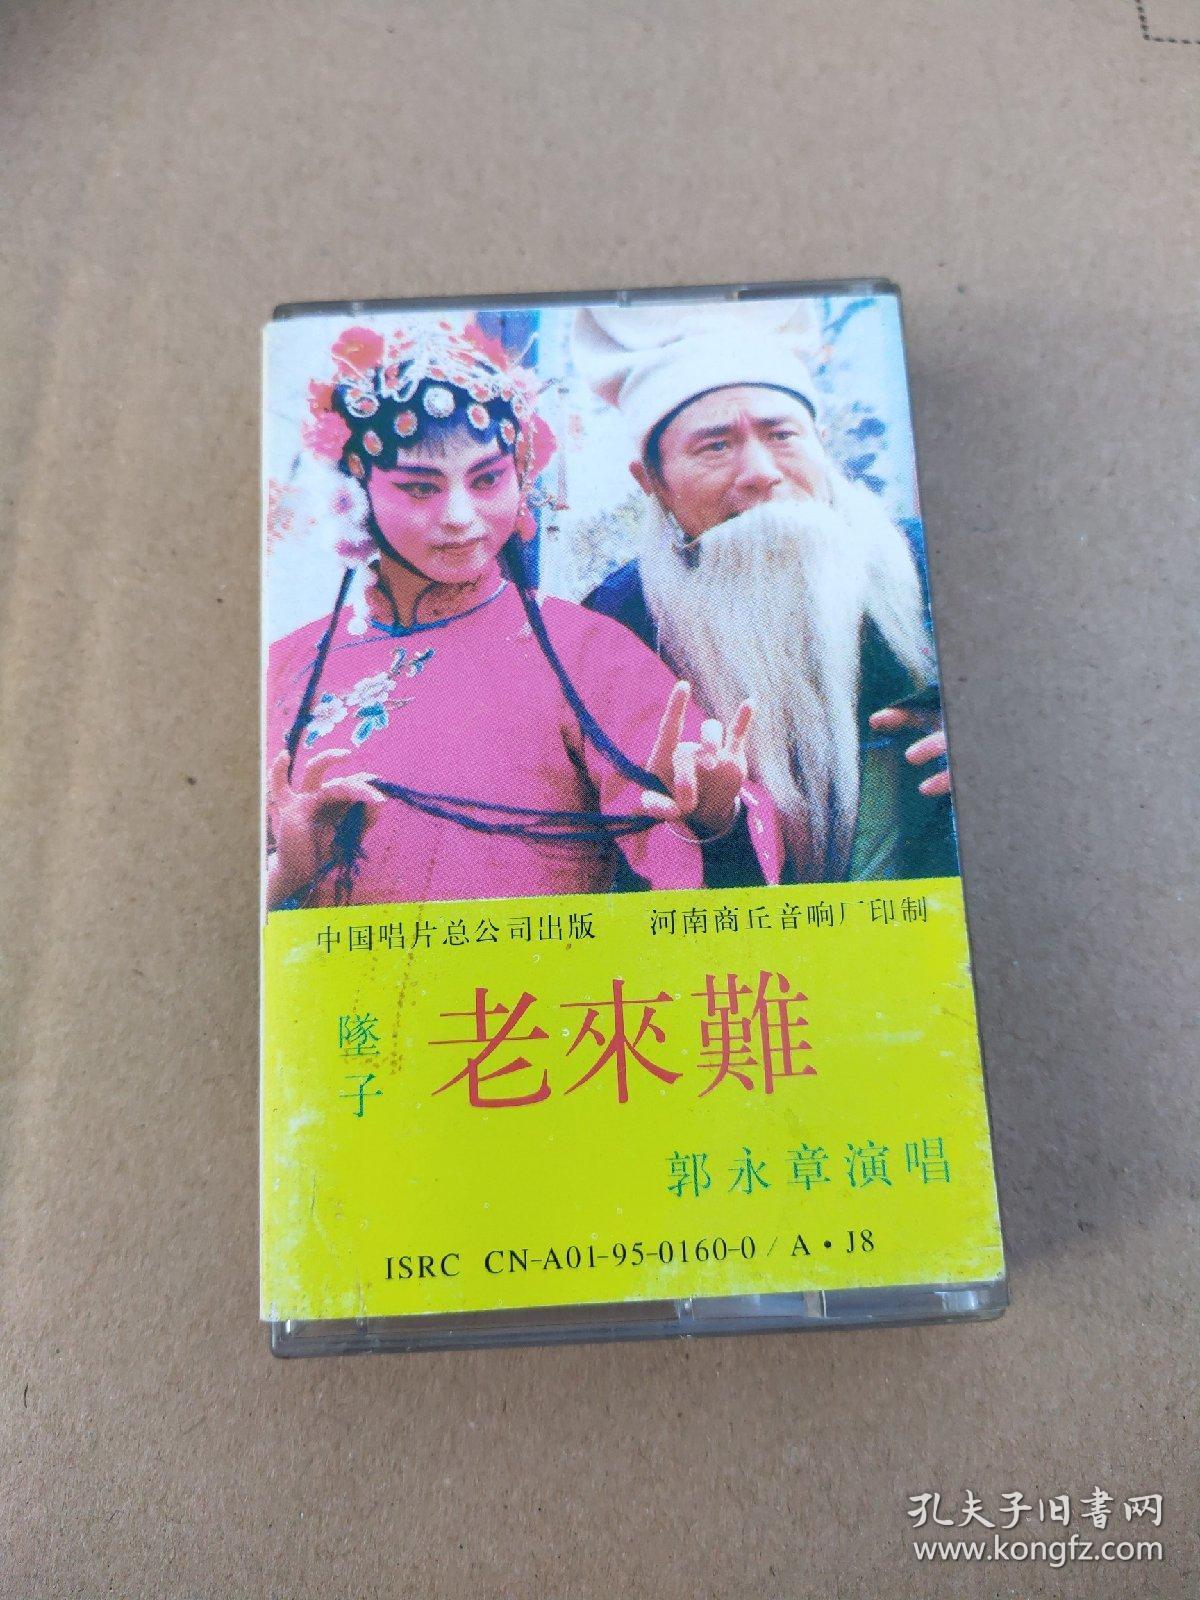 中国唱片总公司出版 河南商丘音响厂印制
墜子
老來難
郭永章演唱
ISRC CN-A01-95-0160-0/A·J8
孔夫子旧书网
www.kongfz.com